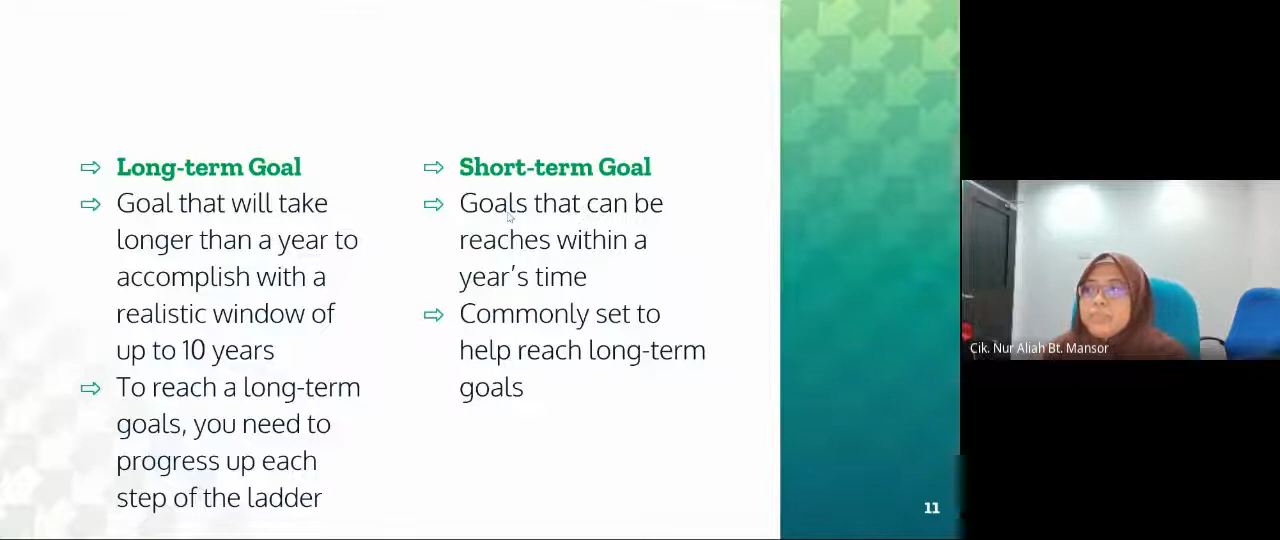 Long-term Goal
Goal that will take
longer than a year to
accomplish with a
realistic window of
up to 10 years
To reach a long-term
goals, you need to
progress up each
step of the ladder
Short-term Goal
Goals that can be
reaches within a
year's time
Commonly set to
help reach long-term
goals
11
Cik. Nur Aliah Bt. Mansor